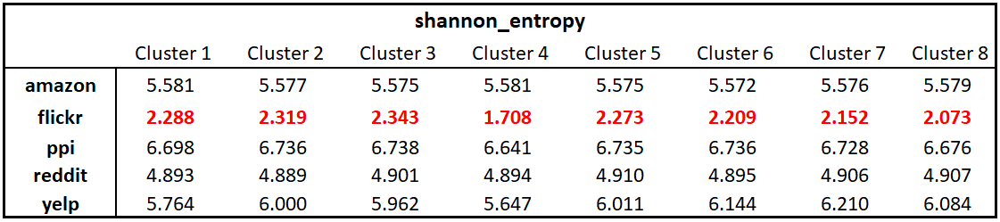 shannon_entropy
Cluster 1 Cluster 2 Cluster 3 Cluster 4 Cluster 5 Cluster 6 Cluster 7 Cluster 8
amazon 5.581 5.577 5.575 5.581 5.575 5.572 5.576 5.579
flickr 2.288 2.319 2.343 1.708 2.273 2.209 2.152 2.073
ppi 6.698 6.736 6.738 6.641 6.735 6.736 6.728 6.676
reddit 4.893 4.889 4.901 4.894 4.910 4.895 4.906 4.907
yelp 5.764 6.000 5.962 5.647 6.011 6.144 6.210 6.084